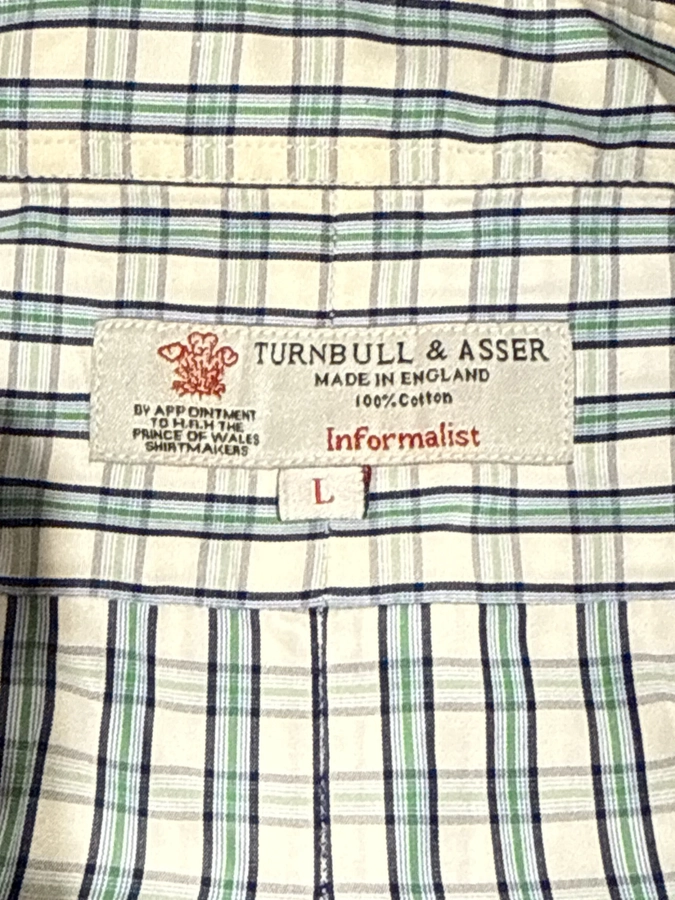 TURNBULL & ASSER
MADE IN ENGLAND
100% Cotton
Informalist
BY APPOINTMENT
TO H.R.H THE
PRINCE OF WALES
SHIRTMAKERS
L